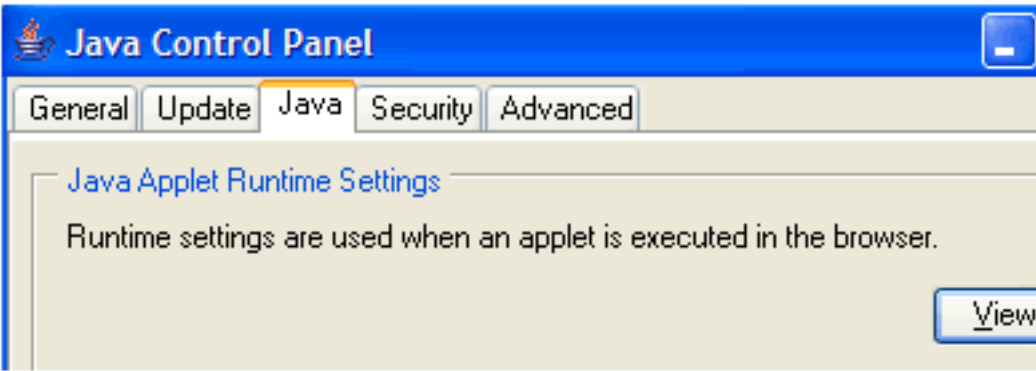 Java Control Panel
General Update Java Security Advanced
Java Applet Runtime Settings
Runtime settings are used when an applet is executed in the browser.
View